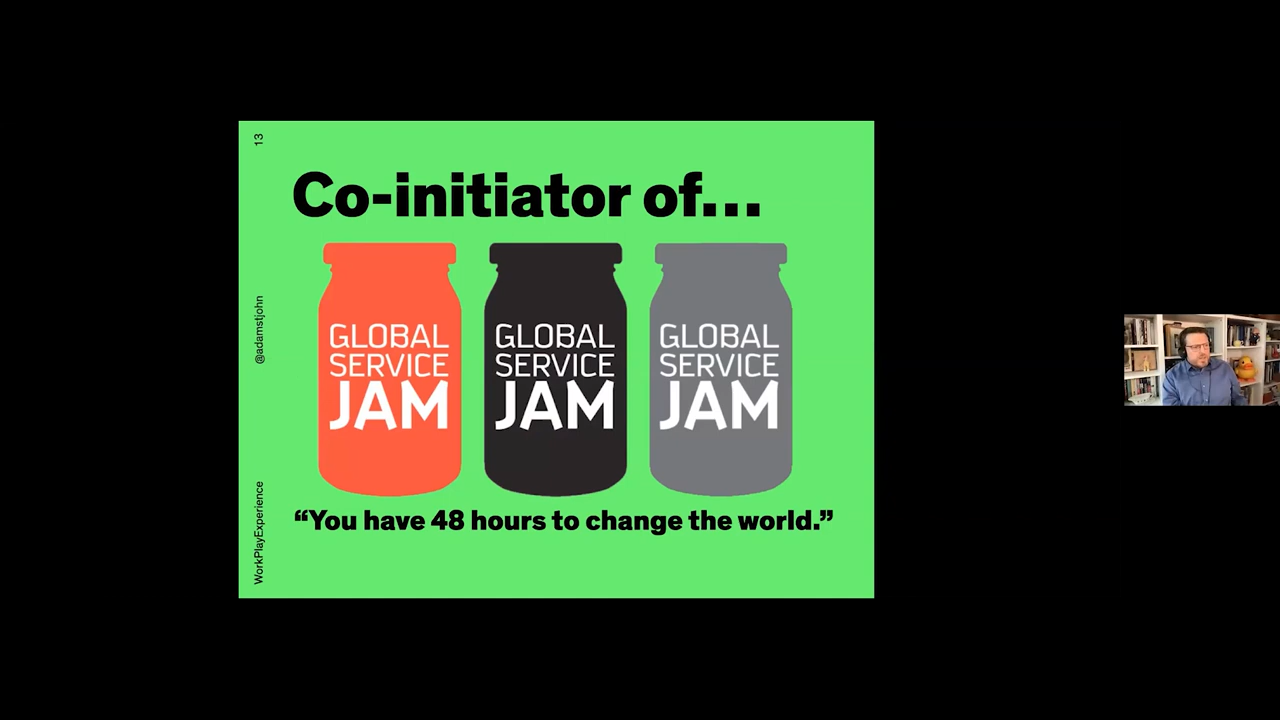 13
@adamstjohn
WorkPlayExperience
Co-initiator of...
GLOBAL
SERVICE
JAM
GLOBAL
SERVICE
JAM
GLOBAL
SERVICE
JAM
“You have 48 hours to change the world.”